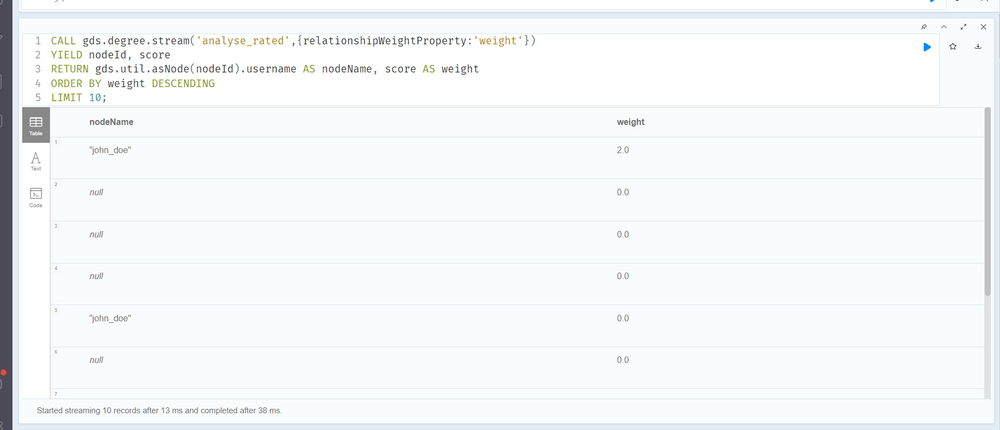 1 CALL gds.degree.stream('analyse_rated',{relationshipWeightProperty:'weight'})
2 YIELD nodeId, score
3 RETURN gds.util.asNode(nodeId).username AS nodeName, score AS weight
4 ORDER BY weight DESCENDING
5 LIMIT 10;
Table
Text
Code
nodeName weight
1 "john_doe" 2.0
2 null 0.0
3 null 0.0
4 null 0.0
5 "john_doe" 0.0
6 null 0.0
7
Started streaming 10 records after 13 ms and completed after 38 ms.